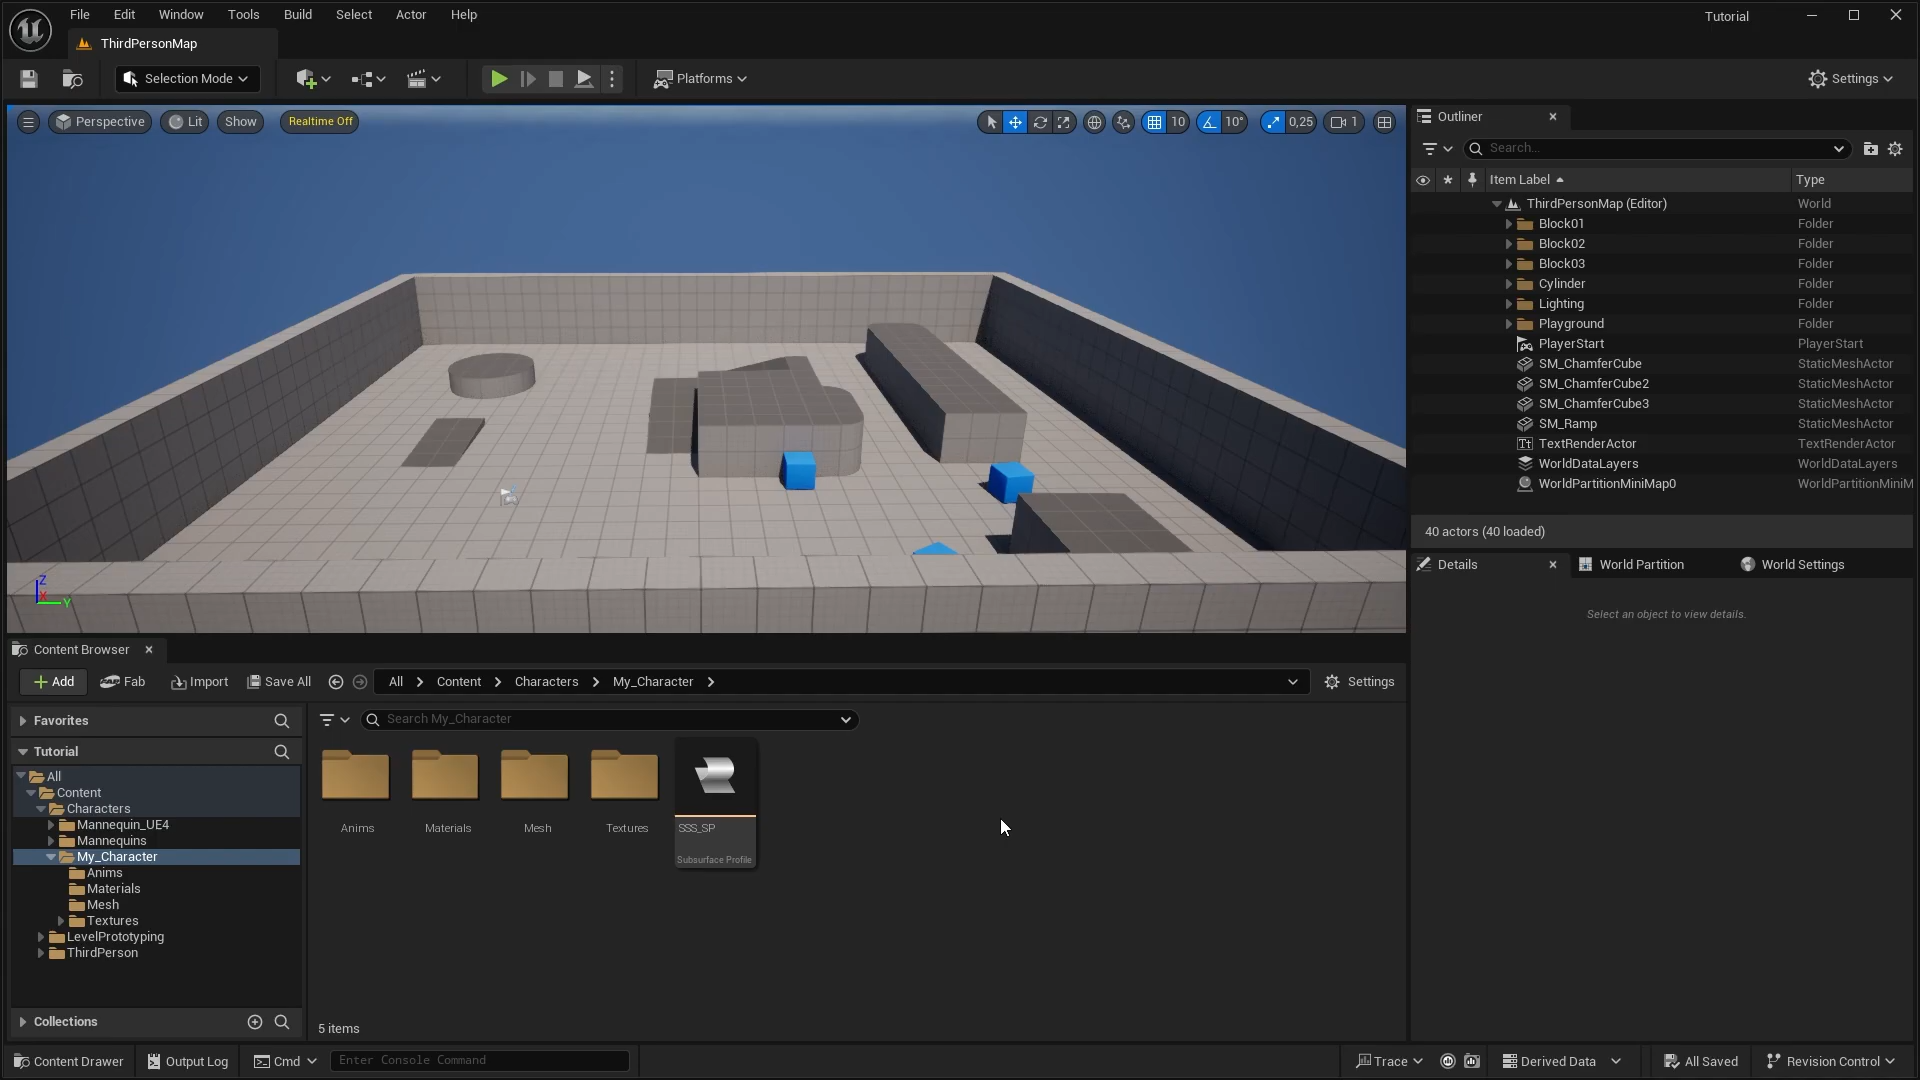 File Edit Window Tools Build Select Actor Help
Tutorial
ThirdPersonMap
Selection Mode
Platforms
Settings
Perspective Lit Show Realtime Off
10 10° 0,25 1
Outliner
Search...
Item Label Type
ThirdPersonMap (Editor) World
Block01 Folder
Block02 Folder
Block03 Folder
Cylinder Folder
Lighting Folder
Playground Folder
PlayerStart PlayerStart
SM_ChamferCube StaticMeshActor
SM_ChamferCube2 StaticMeshActor
SM_ChamferCube3 StaticMeshActor
SM_Ramp StaticMeshActor
TextRenderActor TextRenderActor
WorldDataLayers WorldDataLayers
WorldPartitionMiniMap0 WorldPartitionMiniM
40 actors (40 loaded)
Details World Partition World Settings
Select an object to view details.
Z
X
Y
Content Browser
Add Fab Import Save All All Content Characters My_Character Settings
Favorites
Search My_Character
Tutorial
All
Content
Characters
Mannequin_UE4
Mannequins
My_Character
Anims
Materials
Mesh
Textures
LevelPrototyping
ThirdPerson
Collections
Anims Materials Mesh Textures SSS_SP
Subsurface Profile
5 items
Content Drawer Output Log Cmd Enter Console Command Trace Derived Data All Saved Revision Control